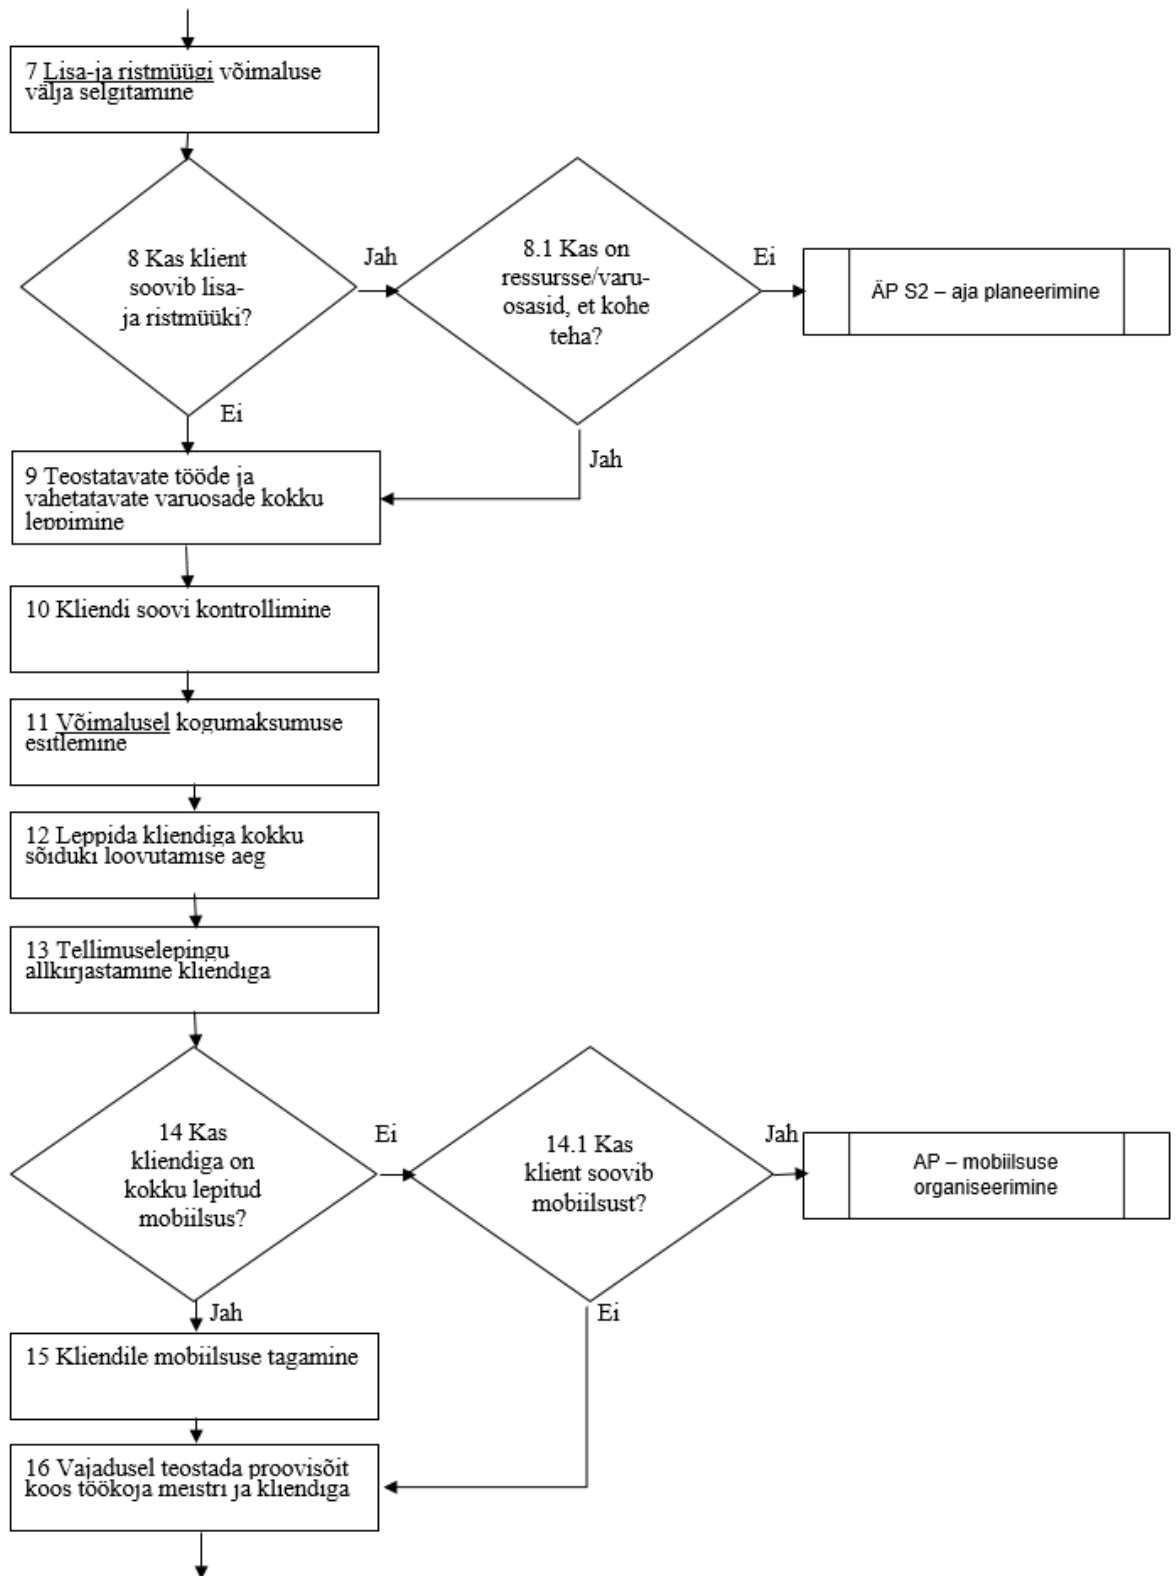 7 Lisa-ja ristmüügi võimaluse
välja selgitamine
8 Kas klient
soovib lisa-
ja ristmüüki?
Jah
8.1 Kas on
ressursse/varu-
osasid, et kohe
teha?
Ei
ÄP S2 – aja planeerimine
Ei
Jah
9 Teostatavate tööde ja
vahetatavate varuosade kokku
leppimine
10 Kliendi soovi kontrollimine
11 Võimalusel kogumaksumuse
esitlemine
12 Leppida kliendiga kokku
sõiduki loovutamise aeg
13 Tellimuselepingu
allkirjastamine kliendiga
14 Kas
kliendiga on
kokku lepitud
mobiilsus?
Ei
14.1 Kas
klient soovib
mobiilsust?
Jah
AP – mobiilsuse
organiseerimine
Jah
Ei
15 Kliendile mobiilsuse tagamine
16 Vajadusel teostada proovisõit
koos töökoja meistri ja kliendiga